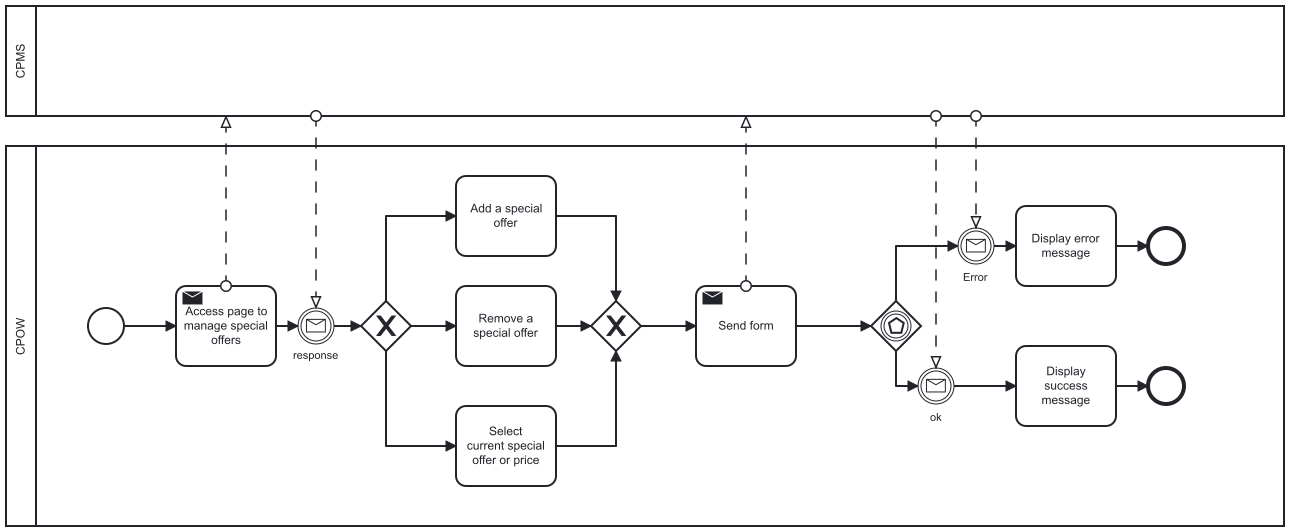 CPMS
CPOW
Access page to
manage special
offers
response
Add a special
offer
Remove a
special offer
Select
current special
offer or price
Send form
Error
ok
Display error
message
Display
success
message